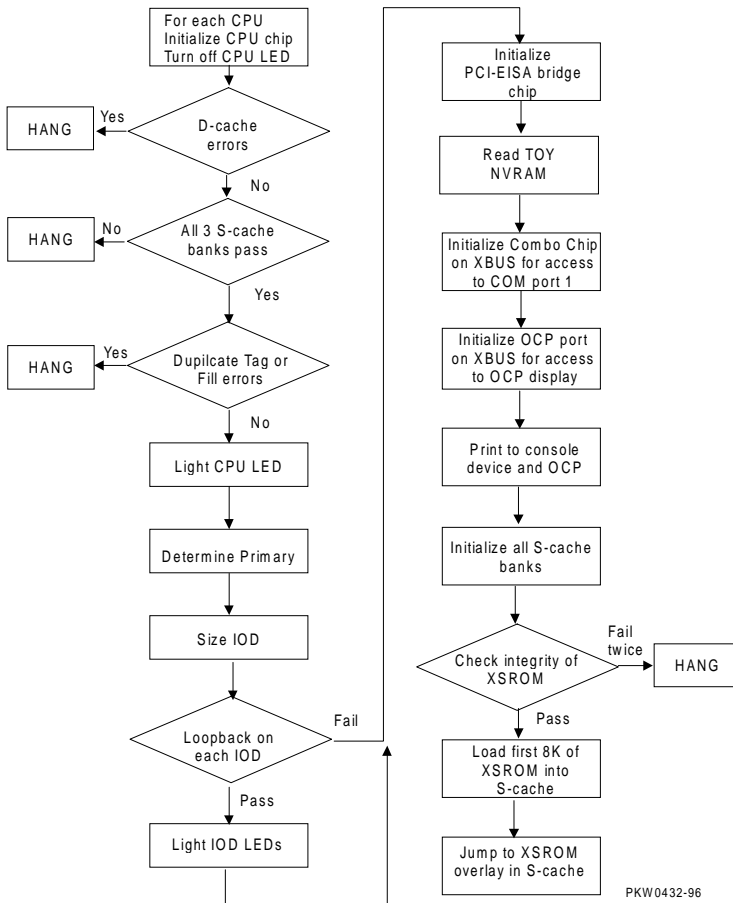 For each CPU
Initialize CPU chip
Turn off CPU LED
Yes
HANG
D-cache
errors
No
No
HANG
All 3 S-cache
banks pass
Yes
Yes
HANG
Dupilcate Tag or
Fill errors
No
Light CPU LED
Determine Primary
Size IOD
Fail
Loopback on
each IOD
Pass
Light IOD LEDs
Initialize
PCI-EISA bridge
chip
Read TOY
NVRAM
Initialize Combo Chip
on XBUS for access
to COM port 1
Initialize OCP port
on XBUS for access
to OCP display
Print to console
device and OCP
Initialize all S-cache
banks
Fail
twice
Check integrity of
XSROM
HANG
Pass
Load first 8K of
XSROM into
S-cache
Jump to XSROM
overlay in S-cache
PKW0432-96